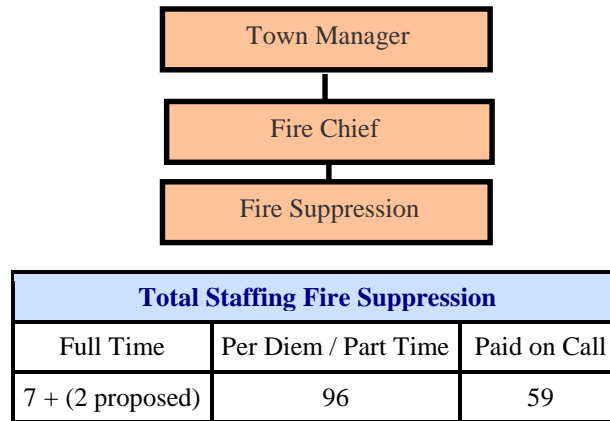 Town Manager
Fire Chief
Fire Suppression
Total Staffing Fire Suppression
Full Time Per Diem / Part Time Paid on Call
7 + (2 proposed) 96 59